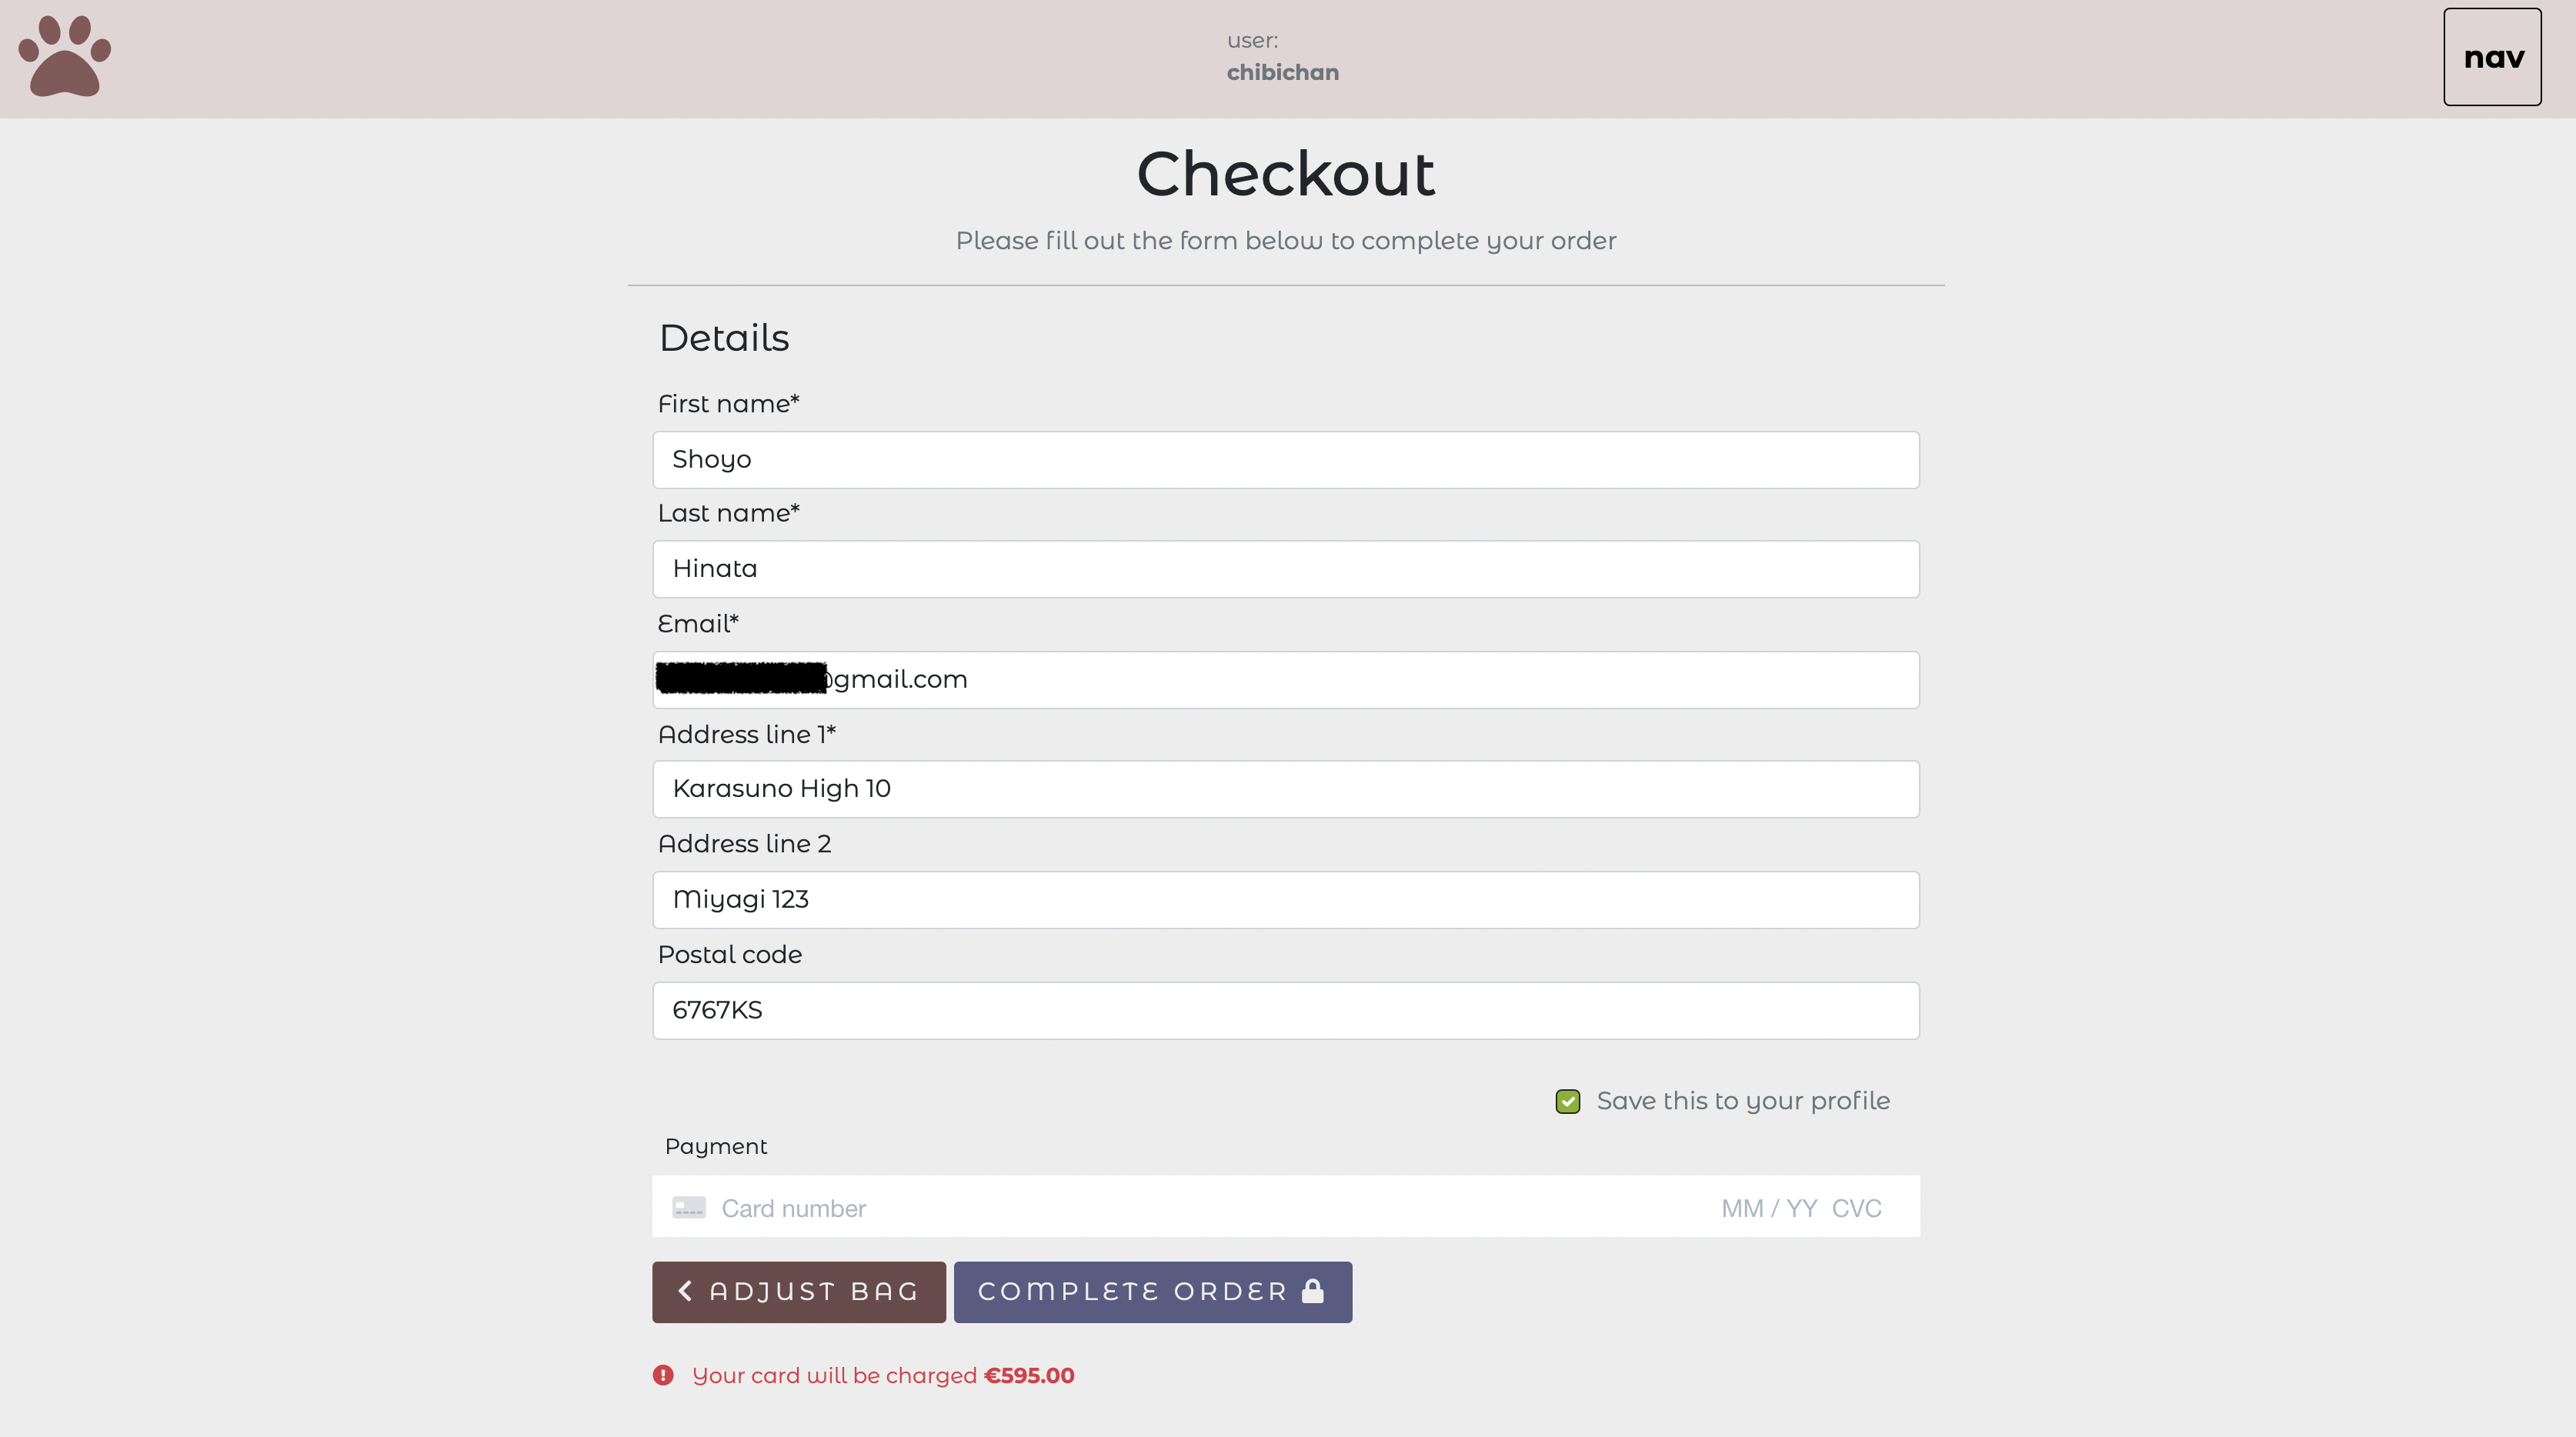 user:
chibichan
nav
Checkout
Please fill out the form below to complete your order
Details
First name*
Shoyo
Last name*
Hinata
Email*
@gmail.com
Address line 1*
Karasuno High 10
Address line 2
Miyagi 123
Postal code
6767KS
Save this to your profile
Payment
Card number MM / YY CVC
ADJUST BAG COMPLETE ORDER
Your card will be charged €595.00